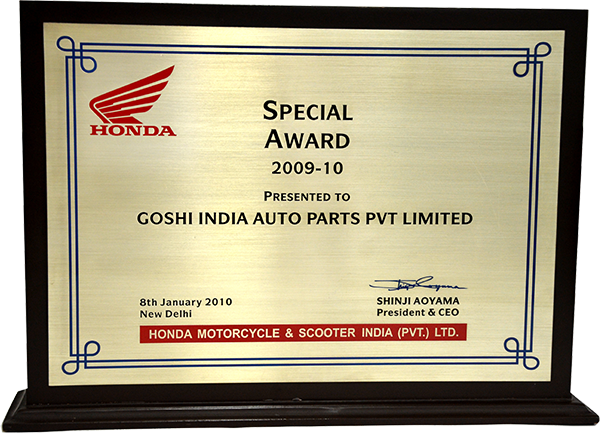 HONDA
SPECIAL
AWARD
2009-10
PRESENTED TO
GOSHI INDIA AUTO PARTS PVT LIMITED
8th January 2010
New Delhi
SHINJI AOYAMA
President & CEO
HONDA MOTORCYCLE & SCOOTER INDIA (PVT.) LTD.